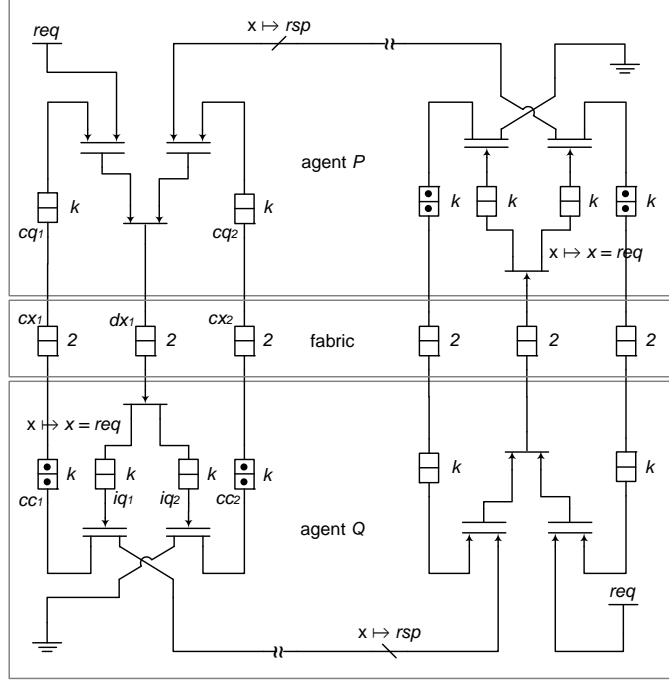 req
x ↦ rsp
agent P
k
k
k
k
k
k
cq1
cq2
x ↦ x = req
cx1
dx1
cx2
2
2
2
fabric
2
2
2
x ↦ x = req
k
k
k
k
k
k
cc1
iq1
iq2
cc2
agent Q
req
x ↦ rsp